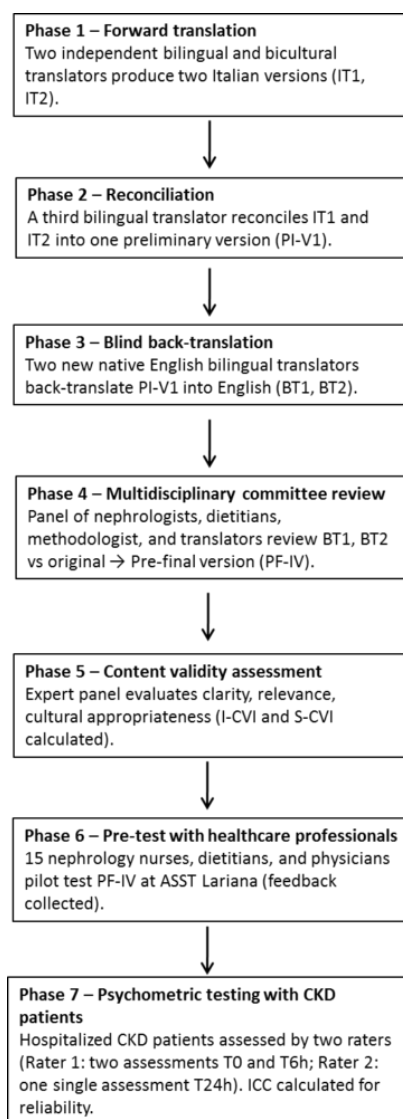 Phase 1 – Forward translation
Two independent bilingual and bicultural
translators produce two Italian versions (IT1,
IT2).
Phase 2 – Reconciliation
A third bilingual translator reconciles IT1 and
IT2 into one preliminary version (PI-V1).
Phase 3 – Blind back-translation
Two new native English bilingual translators
back-translate PI-V1 into English (BT1, BT2).
Phase 4 – Multidisciplinary committee review
Panel of nephrologists, dietitians,
methodologist, and translators review BT1, BT2
vs original → Pre-final version (PF-IV).
Phase 5 – Content validity assessment
Expert panel evaluates clarity, relevance,
cultural appropriateness (I-CVI and S-CVI
calculated).
Phase 6 – Pre-test with healthcare professionals
15 nephrology nurses, dietitians, and physicians
pilot test PF-IV at ASST Lariana (feedback
collected).
Phase 7 – Psychometric testing with CKD
patients
Hospitalized CKD patients assessed by two raters
(Rater 1: two assessments T0 and T6h; Rater 2:
one single assessment T24h). ICC calculated for
reliability.